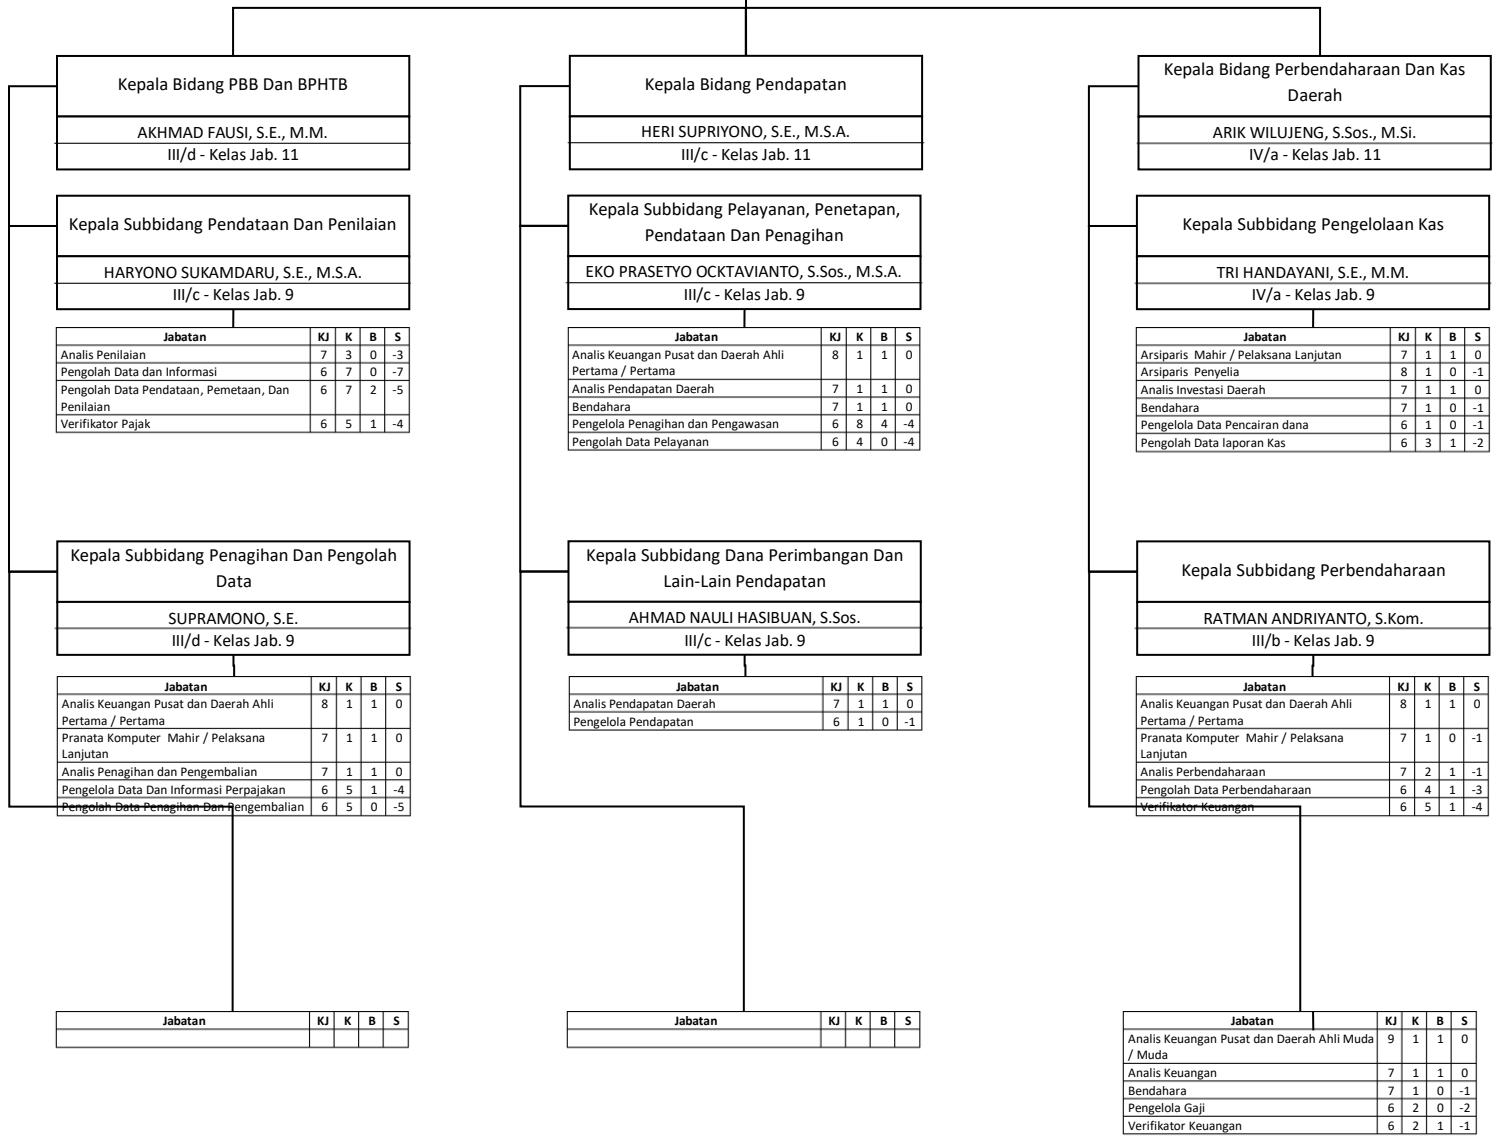 Kepala Bidang PBB Dan BPHTB
AKHMAD FAUSI, S.E., M.M.
III/d - Kelas Jab. 11
Kepala Subbidang Pendataan Dan Penilaian
HARYONO SUKAMDARU, S.E., M.S.A.
III/c - Kelas Jab. 9
Jabatan KJ K B S
Analis Penilaian 7 3 0 -3
Pengolah Data dan Informasi 6 7 0 -7
Pengolah Data Pendataan, Pemetaan, Dan 6 7 2 -5
Penilaian
Verifikator Pajak 6 5 1 -4
Kepala Subbidang Penagihan Dan Pengolah
Data
SUPRAMONO, S.E.
III/d - Kelas Jab. 9
Jabatan KJ K B S
Analis Keuangan Pusat dan Daerah Ahli 8 1 1 0
Pertama / Pertama
Pranata Komputer Mahir / Pelaksana 7 1 1 0
Lanjutan
Analis Penagihan dan Pengembalian 7 1 1 0
Pengelola Data Dan Informasi Perpajakan 6 5 1 -4
Pengolah Data Penagihan Dan Pengembalian 6 5 0 -5
Jabatan KJ K B S
Kepala Bidang Pendapatan
HERI SUPRIYONO, S.E., M.S.A.
III/c - Kelas Jab. 11
Kepala Subbidang Pelayanan, Penetapan,
Pendataan Dan Penagihan
EKO PRASETYO OCKTAVIANTO, S.Sos., M.S.A.
III/c - Kelas Jab. 9
Jabatan KJ K B S
Analis Keuangan Pusat dan Daerah Ahli 8 1 1 0
Pertama / Pertama
Analis Pendapatan Daerah 7 1 1 0
Bendahara 7 1 1 0
Pengelola Penagihan dan Pengawasan 6 8 4 -4
Pengolah Data Pelayanan 6 4 0 -4
Kepala Subbidang Dana Perimbangan Dan
Lain-Lain Pendapatan
AHMAD NAULI HASIBUAN, S.Sos.
III/c - Kelas Jab. 9
Jabatan KJ K B S
Analis Pendapatan Daerah 7 1 1 0
Pengelola Pendapatan 6 1 0 -1
Jabatan KJ K B S
Kepala Bidang Perbendaharaan Dan Kas
Daerah
ARIK WILUJENG, S.Sos., M.Si.
IV/a - Kelas Jab. 11
Kepala Subbidang Pengelolaan Kas
TRI HANDAYANI, S.E., M.M.
IV/a - Kelas Jab. 9
Jabatan KJ K B S
Arsiparis Mahir / Pelaksana Lanjutan 7 1 1 0
Arsiparis Penyelia 8 1 0 -1
Analis Investasi Daerah 7 1 1 0
Bendahara 7 1 0 -1
Pengelola Data Pencairan dana 6 1 0 -1
Pengolah Data laporan Kas 6 3 1 -2
Kepala Subbidang Perbendaharaan
RATMAN ANDRIYANTO, S.Kom.
III/b - Kelas Jab. 9
Jabatan KJ K B S
Analis Keuangan Pusat dan Daerah Ahli 8 1 1 0
Pertama / Pertama
Pranata Komputer Mahir / Pelaksana 7 1 0 -1
Lanjutan
Analis Perbendaharaan 7 2 1 -1
Pengolah Data Perbendaharaan 6 4 1 -3
Verifikator Keuangan 6 5 1 -4
Jabatan KJ K B S
Analis Keuangan Pusat dan Daerah Ahli Muda 9 1 1 0
/ Muda
Analis Keuangan 7 1 1 0
Bendahara 7 1 0 -1
Pengelola Gaji 6 2 0 -2
Verifikator Keuangan 6 2 1 -1